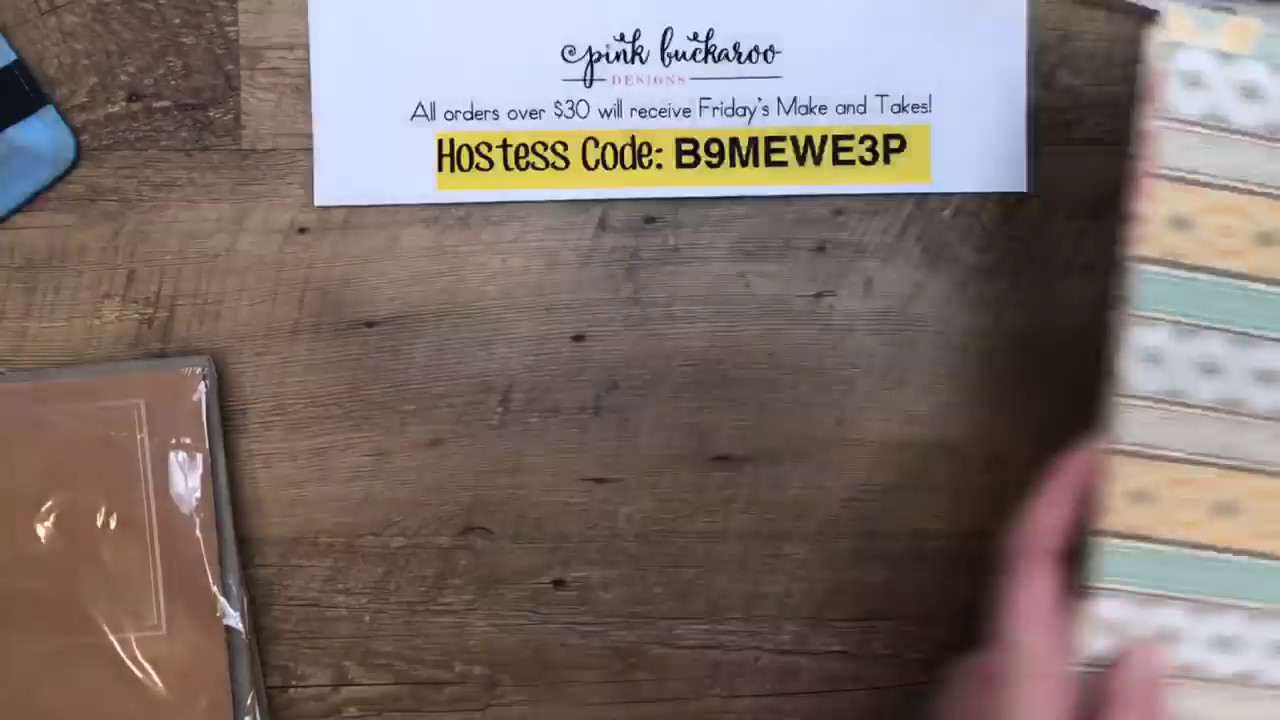 pink buckaroo
DESIGNS
All orders over $30 will receive Friday's Make and Takes!
Hostess Code: B9MEWE3P